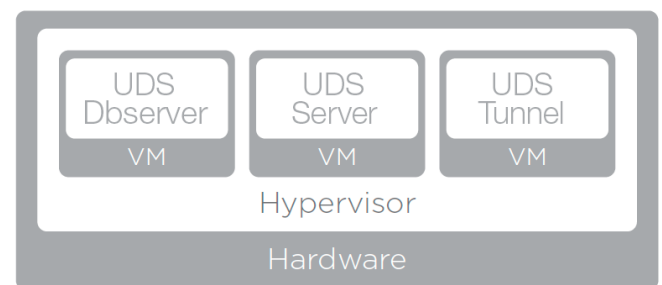 UDS
Dbserver
VM
UDS
Server
VM
UDS
Tunnel
VM
Hypervisor
Hardware